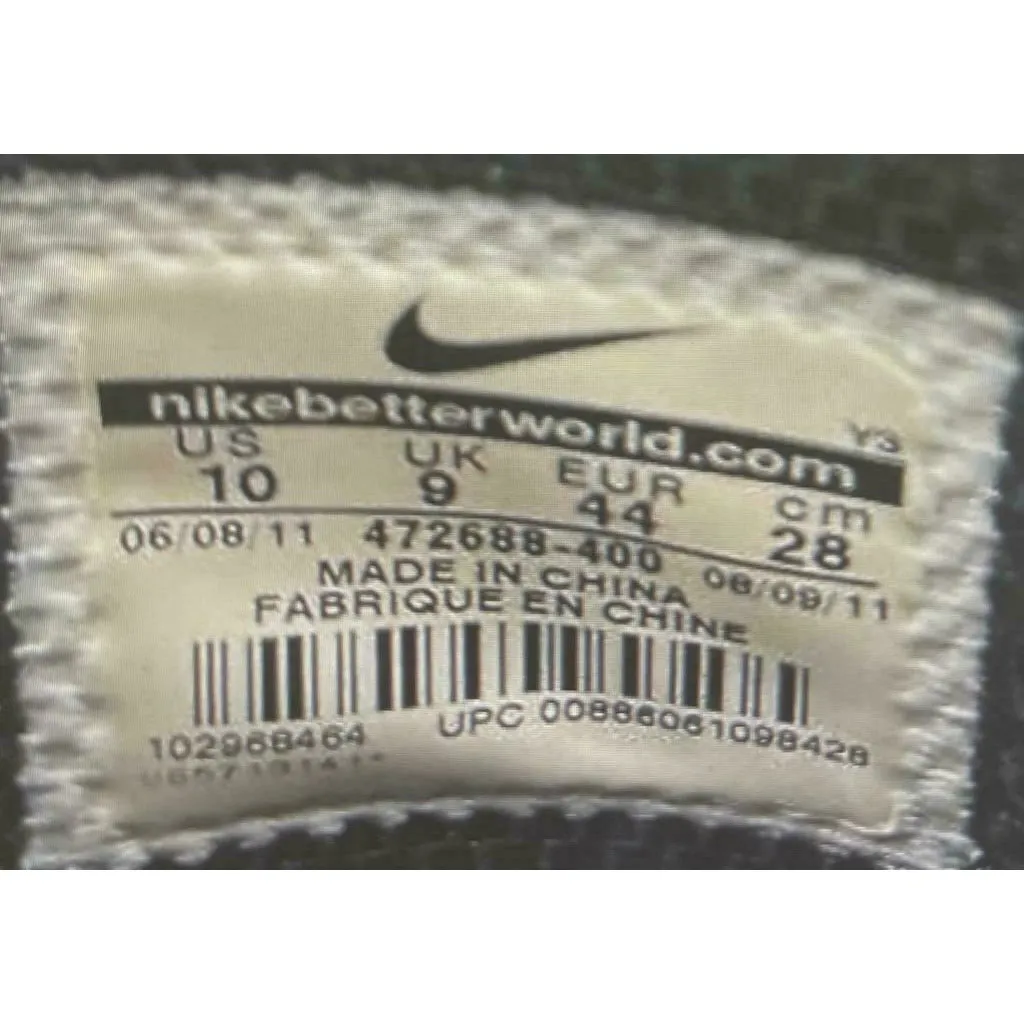 nikebetterworld.com
Y3
US UK EUR cm
10 9 44 28
06/08/11 472688-400 08/09/11
MADE IN CHINA
FABRIQUE EN CHINE
102968464 UPC 00886061098428